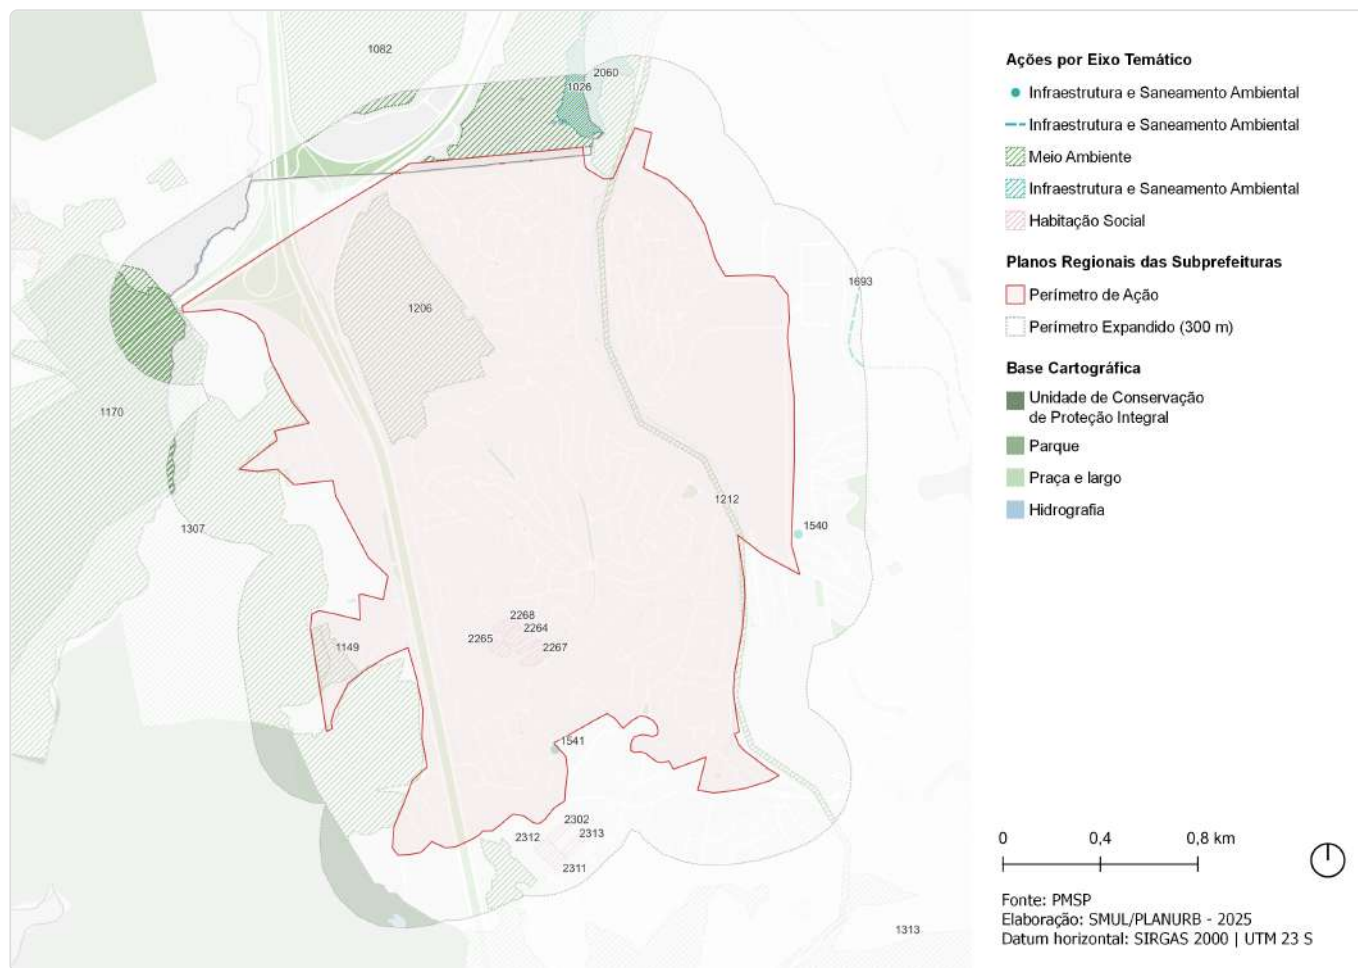 1082
2060
1026
1206
1693
1170
1212
1540
1307
2268
2264
2265
2267
1149
1541
2302
2312
2313
2311
1313
Ações por Eixo Temático
Infraestrutura e Saneamento Ambiental
Infraestrutura e Saneamento Ambiental
Meio Ambiente
Infraestrutura e Saneamento Ambiental
Habitação Social
Planos Regionais das Subprefeituras
Perímetro de Ação
Perímetro Expandido (300 m)
Base Cartográfica
Unidade de Conservação
de Proteção Integral
Parque
Praça e largo
Hidrografia
0 0,4 0,8 km
Fonte: PMSP
Elaboração: SMUL/PLANURB - 2025
Datum horizontal: SIRGAS 2000 | UTM 23 S